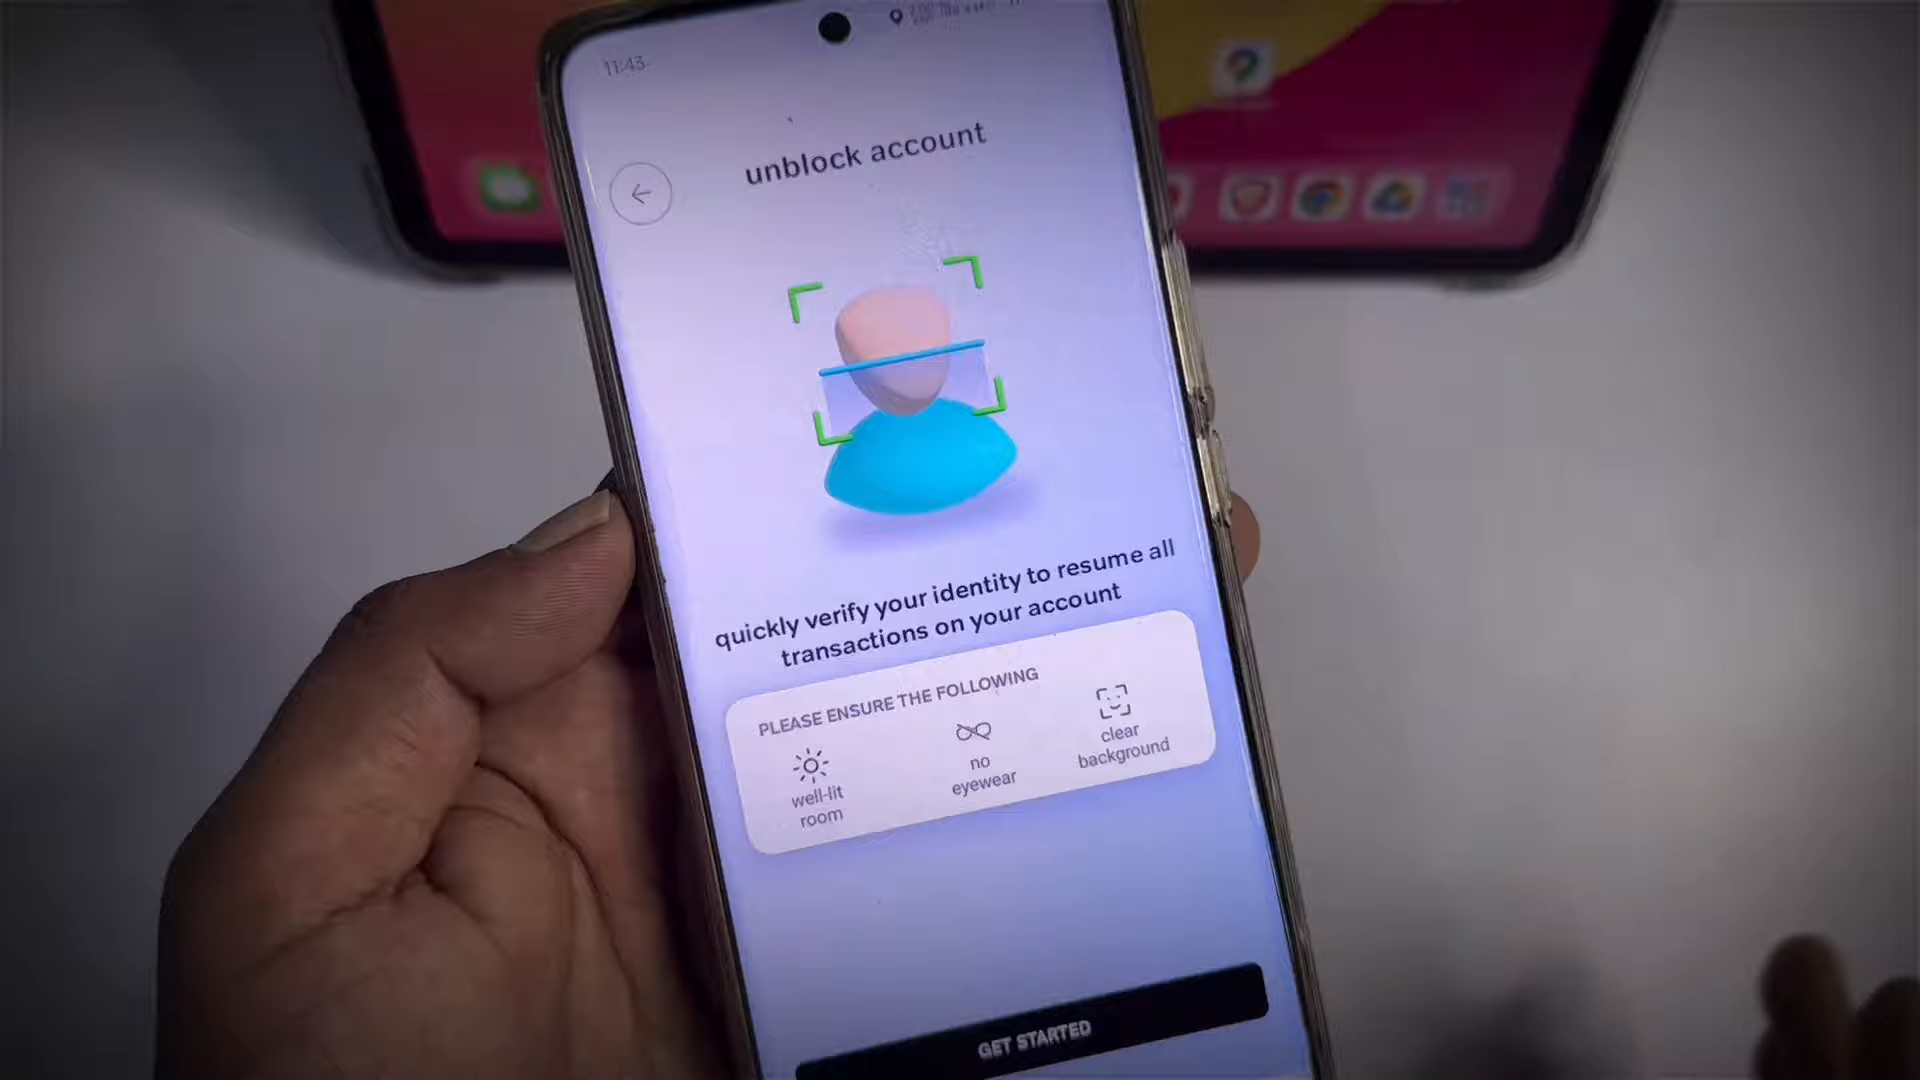 11:43
unblock account
quickly verify your identity to resume all
transactions on your account
PLEASE ENSURE THE FOLLOWING
well-lit
room
no
eyewear
clear
background
GET STARTED